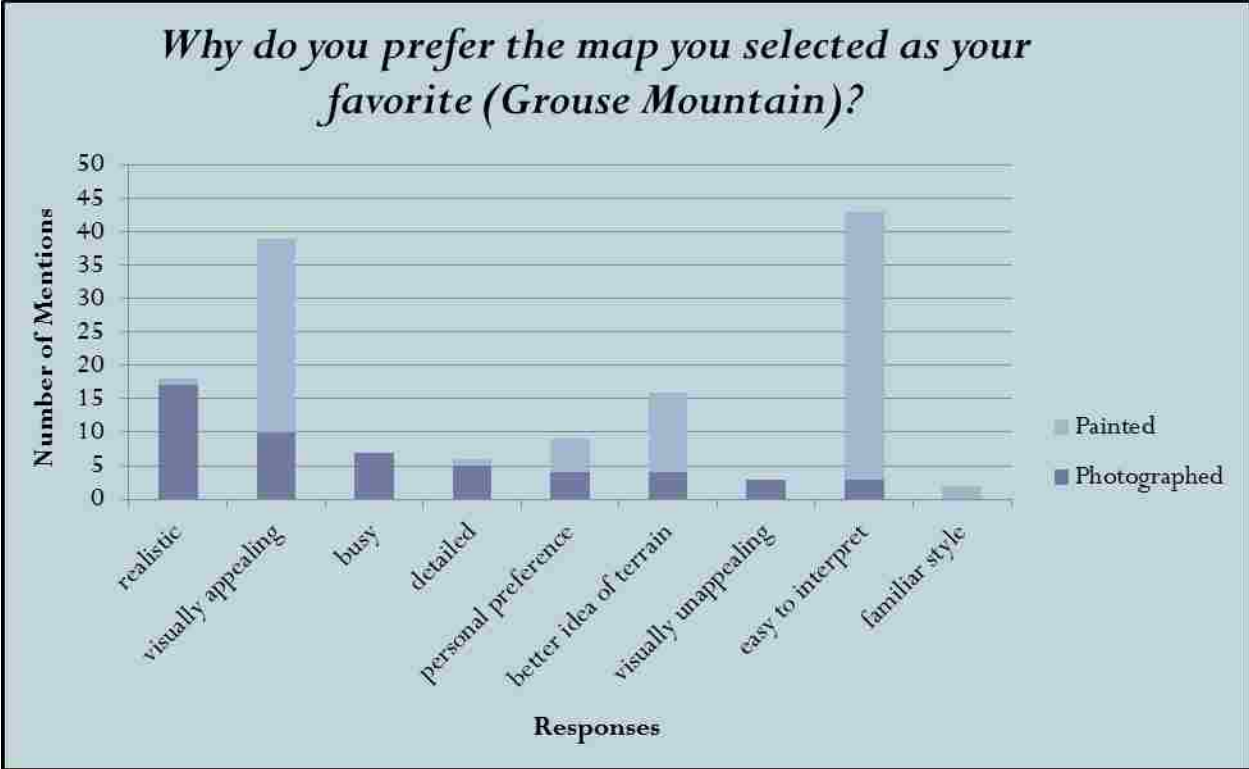 Why do you prefer the map you selected as your
favorite (Grouse Mountain)?
Number of Mentions
50
45
40
35
30
25
20
15
10
5
0
realistic
visually appealing
busy
detailed
personal preference
better idea of terrain
visually unappealing
easy to interpret
familiar style
Responses
Painted
Photographed